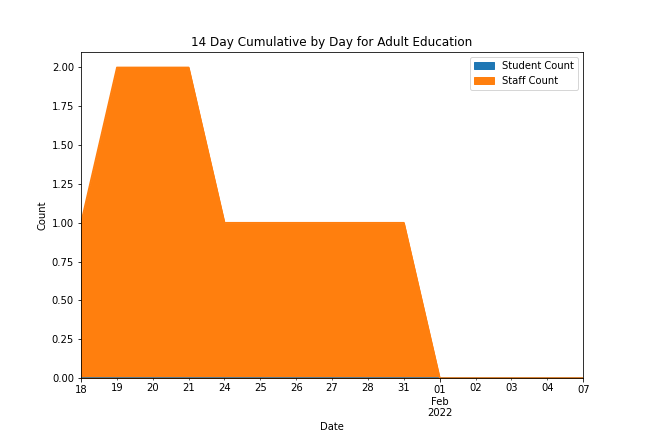 14 Day Cumulative by Day for Adult Education
Student Count
Staff Count
2.00
1.75
1.50
1.25
1.00
0.75
0.50
0.25
0.00
Count
18 19 20 21 24 25 26 27 28 31 01 02 03 04 07
Feb
2022
Date